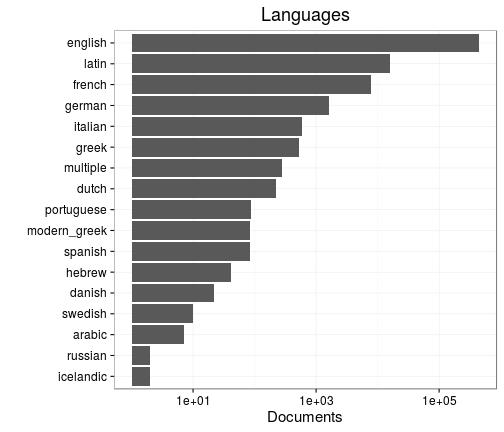 Languages
english
latin
french
german
italian
greek
multiple
dutch
portuguese
modern_greek
spanish
hebrew
danish
swedish
arabic
russian
icelandic
1e+01 1e+03 1e+05
Documents